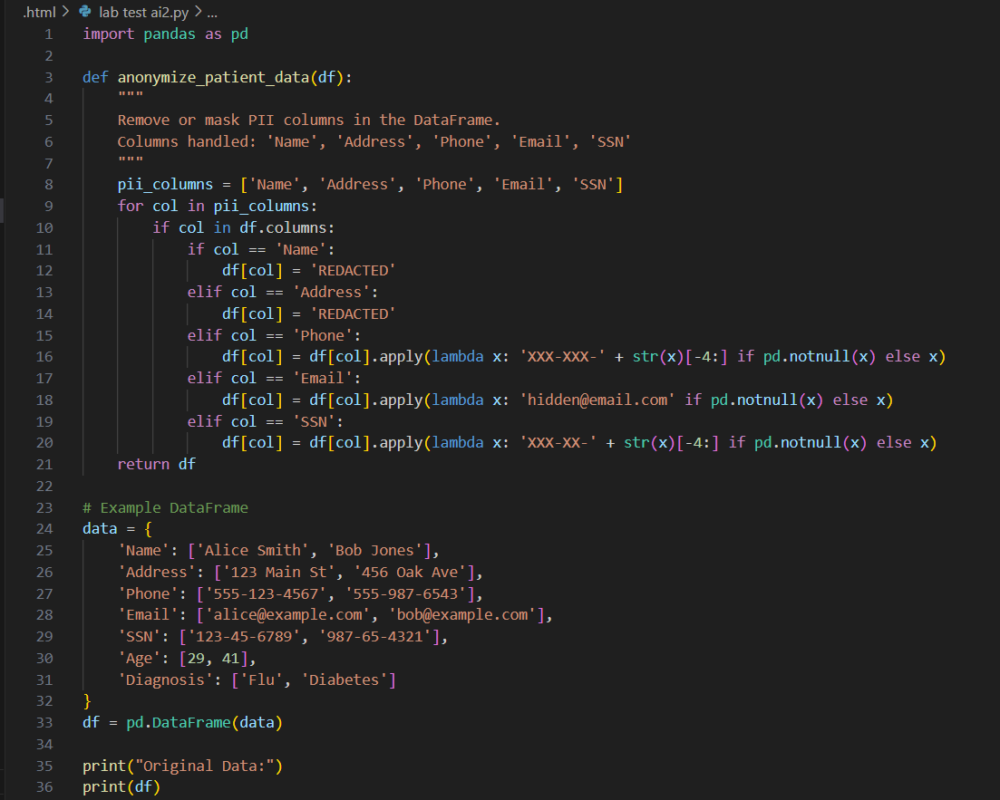 .html > lab test ai2.py > ...
1 import pandas as pd
2
3 def anonymize_patient_data(df):
4     """
5     Remove or mask PII columns in the DataFrame.
6     Columns handled: 'Name', 'Address', 'Phone', 'Email', 'SSN'
7     """
8     pii_columns = ['Name', 'Address', 'Phone', 'Email', 'SSN']
9     for col in pii_columns:
10         if col in df.columns:
11             if col == 'Name':
12                 df[col] = 'REDACTED'
13             elif col == 'Address':
14                 df[col] = 'REDACTED'
15             elif col == 'Phone':
16                 df[col] = df[col].apply(lambda x: 'XXX-XXX-' + str(x)[-4:] if pd.notnull(x) else x)
17             elif col == 'Email':
18                 df[col] = df[col].apply(lambda x: 'hidden@email.com' if pd.notnull(x) else x)
19             elif col == 'SSN':
20                 df[col] = df[col].apply(lambda x: 'XXX-XX-' + str(x)[-4:] if pd.notnull(x) else x)
21     return df
22
23 # Example DataFrame
24 data = {
25     'Name': ['Alice Smith', 'Bob Jones'],
26     'Address': ['123 Main St', '456 Oak Ave'],
27     'Phone': ['555-123-4567', '555-987-6543'],
28     'Email': ['alice@example.com', 'bob@example.com'],
29     'SSN': ['123-45-6789', '987-65-4321'],
30     'Age': [29, 41],
31     'Diagnosis': ['Flu', 'Diabetes']
32 }
33 df = pd.DataFrame(data)
34
35 print("Original Data:")
36 print(df)